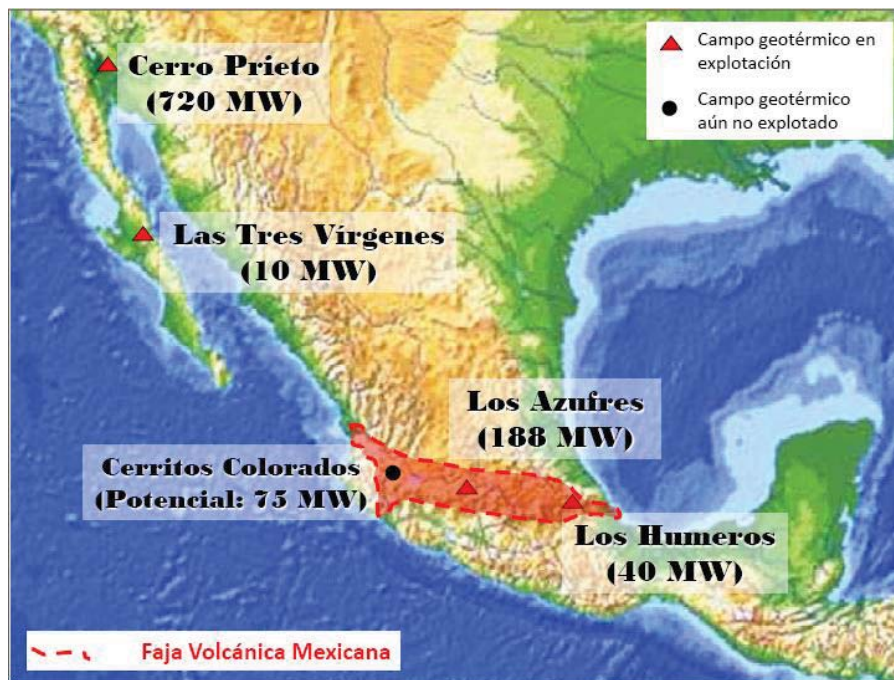 Cerro Prieto
(720 MW)
Campo geotérmico en
explotación
Campo geotérmico
aún no explotado
Las Tres Vírgenes
(10 MW)
Los Azufres
(188 MW)
Cerritos Colorados
(Potencial: 75 MW)
Los Humeros
(40 MW)
Faja Volcánica Mexicana